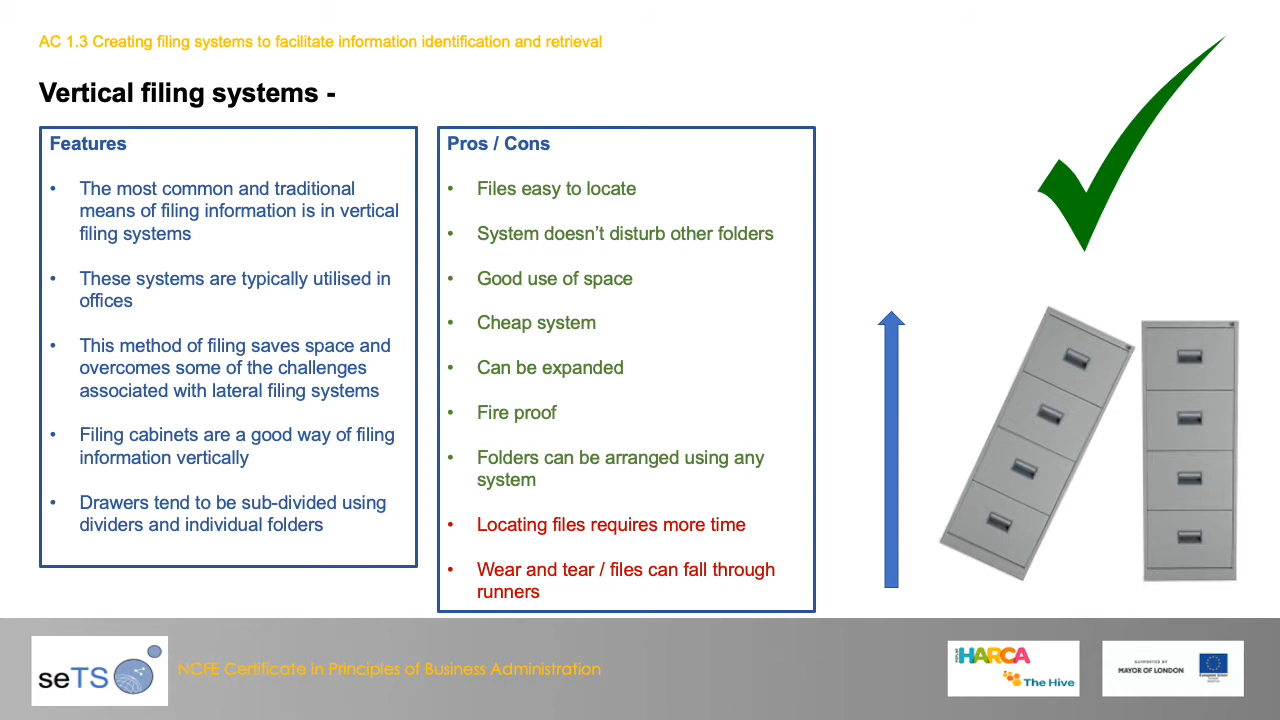 AC 1.3 Creating filing systems to facilitate information identification and retrieval
Vertical filing systems -
Features
• The most common and traditional
means of filing information is in vertical
filing systems
• These systems are typically utilised in
offices
• This method of filing saves space and
overcomes some of the challenges
associated with lateral filing systems
• Filing cabinets are a good way of filing
information vertically
• Drawers tend to be sub-divided using
dividers and individual folders
Pros / Cons
• Files easy to locate
• System doesn’t disturb other folders
• Good use of space
• Cheap system
• Can be expanded
• Fire proof
• Folders can be arranged using any
system
• Locating files requires more time
• Wear and tear / files can fall through
runners
seTS
NCFE Certificate in Principles of Business Administration
HARCA
The Hive
SUPPORTED BY
MAYOR OF LONDON
European Union